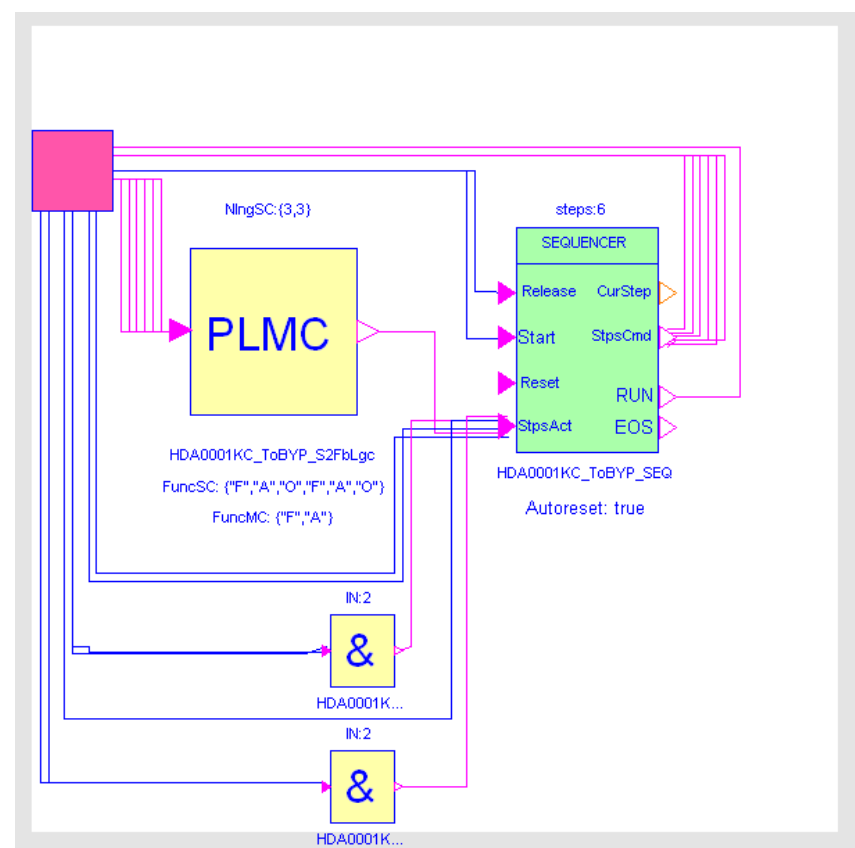 NIngSC:{3,3}
steps:6
SEQUENCER
Release CurStep
PLMC
Start StpsCmd
Reset
RUN
StpsAct EOS
HDA0001KC_ToBYP_S2FbLgc
HDA0001KC_ToBYP_SEQ
FuncSC: {"F","A","O","F","A","O"}
Autoreset: true
FuncMC: {"F","A"}
IN:2
&
HDA0001K...
IN:2
&
HDA0001K...